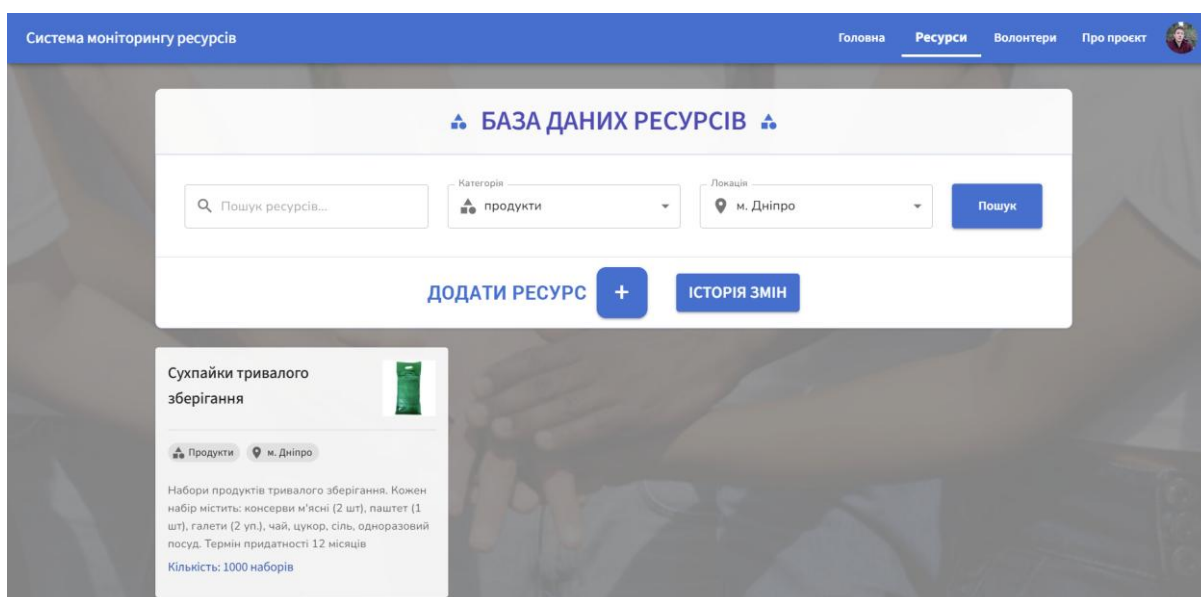 Система моніторингу ресурсів
Головна
Ресурси
Волонтери
Про проєкт
БАЗА ДАНИХ РЕСУРСІВ
Пошук ресурсів...
Категорія
продукти
Локація
м. Дніпро
Пошук
ДОДАТИ РЕСУРС
+
ІСТОРІЯ ЗМІН
Сухпайки тривалого
зберігання
Продукти
м. Дніпро
Набори продуктів тривалого зберігання. Кожен
набір містить: консерви м'ясні (2 шт), паштет (1
шт), галети (2 уп.), чай, цукор, сіль, одноразовий
посуд. Термін придатності 12 місяців
Кількість: 1000 наборів